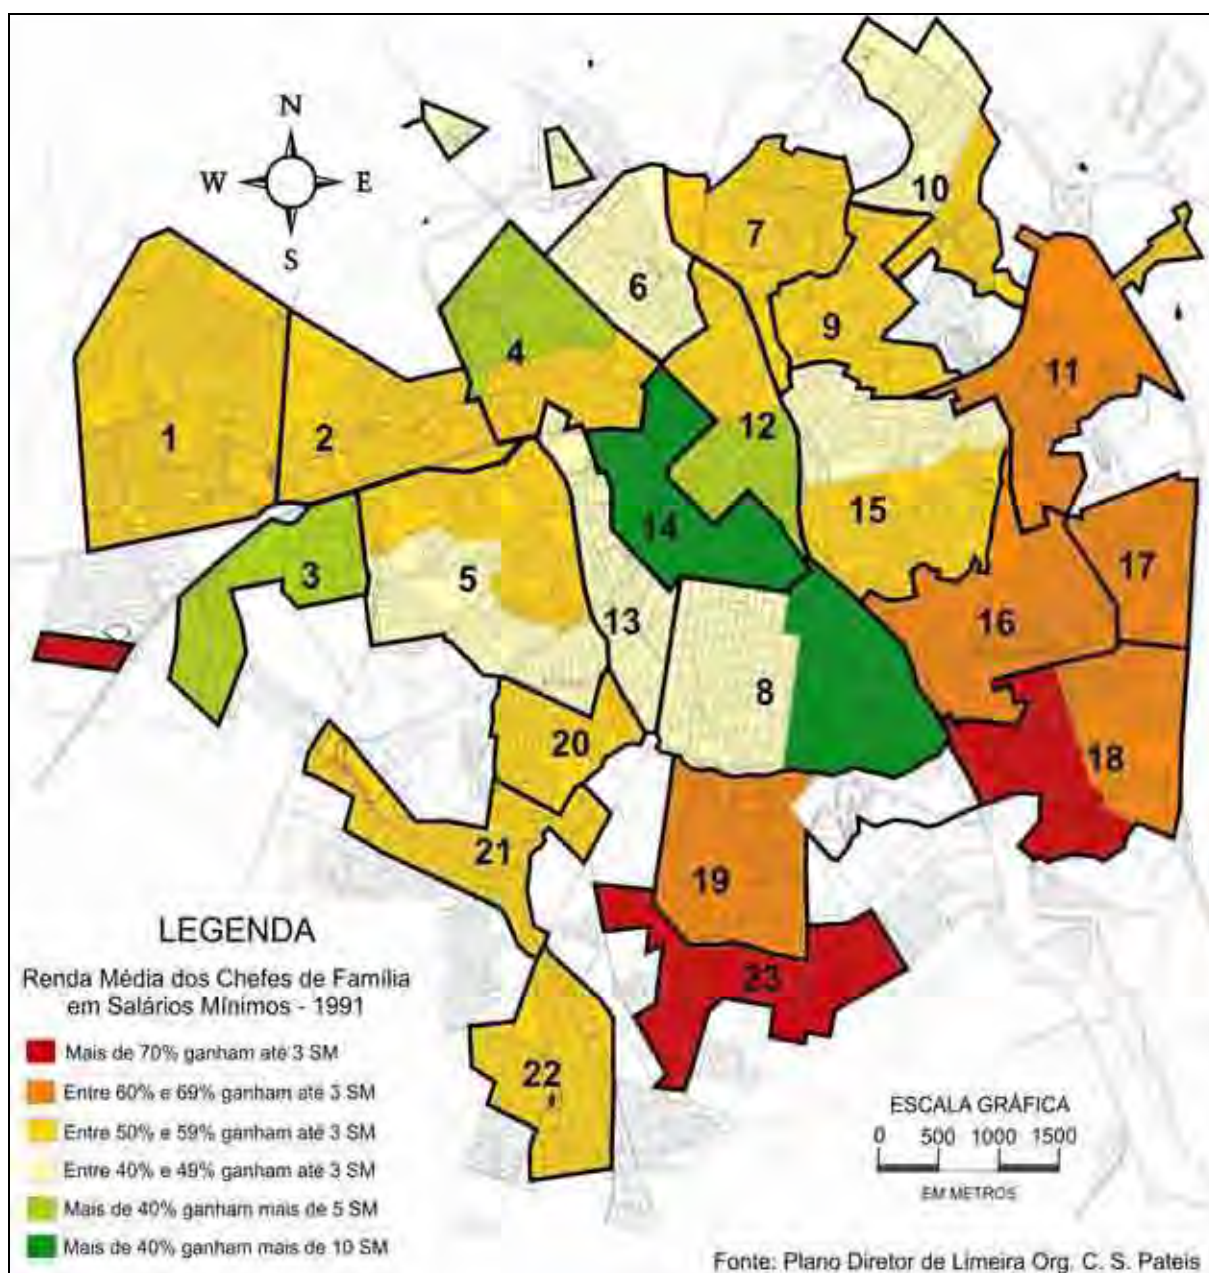 N
W E
S
10
7
6
9
4
11
1
2
12
15
14
3
5
17
13
16
8
20
18
21
19
23
22
LEGENDA
Renda Média dos Chefes de Família
em Salários Mínimos - 1991
Mais de 70% ganham até 3 SM
Entre 60% e 69% ganham até 3 SM
Entre 50% e 59% ganham até 3 SM
Entre 40% e 49% ganham até 3 SM
Mais de 40% ganham mais de 5 SM
Mais de 40% ganham mais de 10 SM
ESCALA GRÁFICA
0 500 1000 1500
EM METROS
Fonte: Plano Diretor de Limeira Org. C. S. Pateis